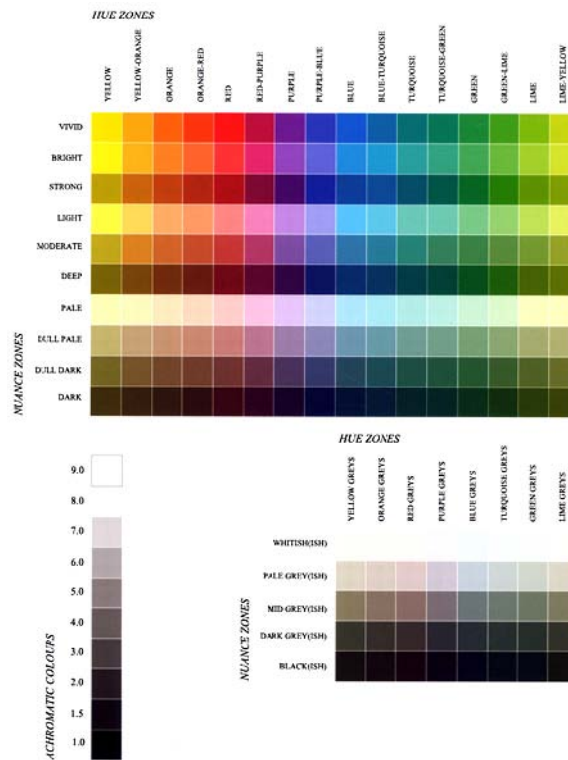 HUE ZONES
YELLOW
YELLOW-ORANGE
ORANGE
ORANGE-RED
RED
RED-PURPLE
PURPLE
PURPLE-BLUE
BLUE
BLUE-TURQUOISE
TURQUOISE
TURQUOISE-GREEN
GREEN
GREEN-LIME
LIME
LIME-YELLOW
NUANCE ZONES
VIVID
BRIGHT
STRONG
LIGHT
MODERATE
DEEP
PALE
DULL PALE
DULL DARK
DARK
ACHROMATIC COLOUPS
9.0
8.0
7.0
6.0
5.0
4.0
3.0
2.0
1.5
1.0
HUE ZONES
YELLOW GREYS
ORANGE GREYS
RED GREYS
PURPLE GREYS
BLUE GREYS
TURQUOISE GREYS
GREEN GREYS
LIME GREYS
NUANCE ZONES
WHITISH(ISH)
PALE GREY(ISH)
MID GREY(ISH)
DARK GREY(ISH)
BLACK(ISH)